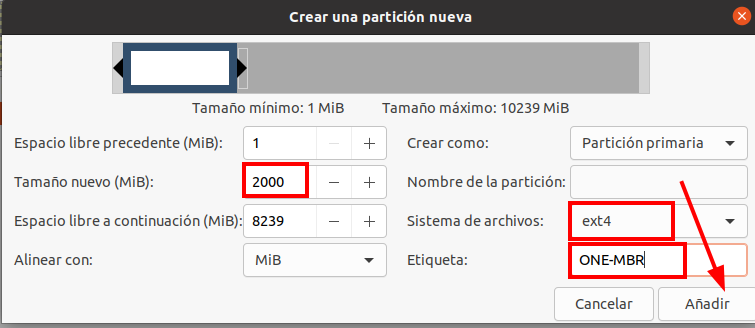 Crear una partición nueva
Tamaño mínimo: 1 MiB Tamaño máximo: 10239 MiB
Espacio libre precedente (MiB): 1 Crear como: Partición primaria
Tamaño nuevo (MiB): 2000 Nombre de la partición:
Espacio libre a continuación (MiB): 8239 Sistema de archivos: ext4
Alinear con: MiB Etiqueta: ONE-MBR
Cancelar Añadir